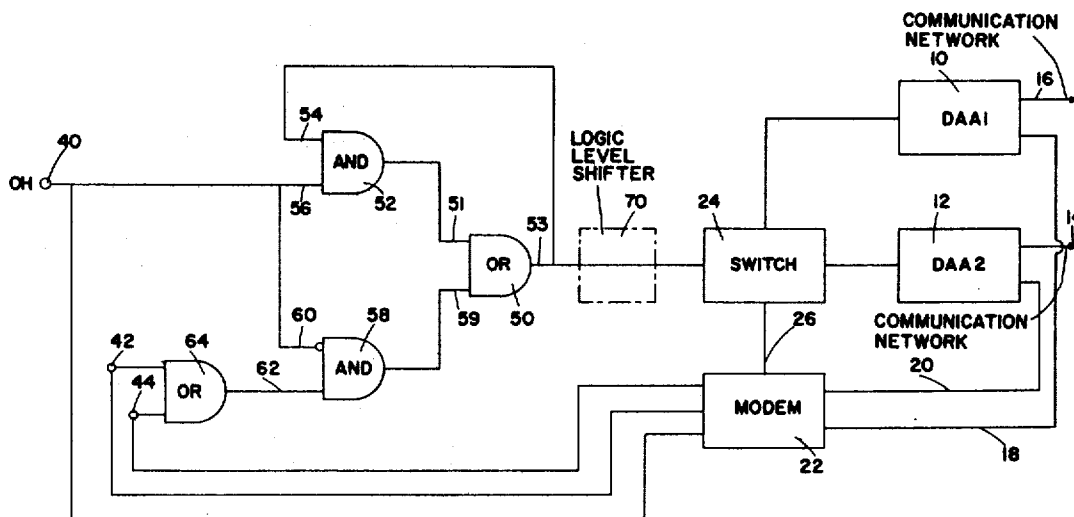 COMMUNICATION
NETWORK
10
16
DAA1
54
40
AND
OH
LOGIC
LEVEL
SHIFTER
56
52
70
24
12
14
51
53
OR
SWITCH
DAA2
58
59
50
60
42
64
26
COMMUNICATION
NETWORK
44
62
AND
20
OR
MODEM
22
18